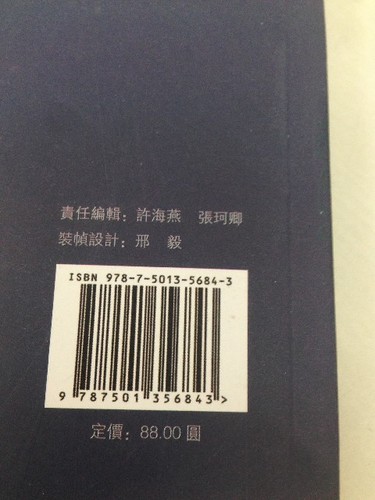 責任編輯：許海燕　張珂卿
裝幀設計：邢　毅
ISBN 978-7-5013-5684-3
9 787501 356843 >
定價：88.00 圓